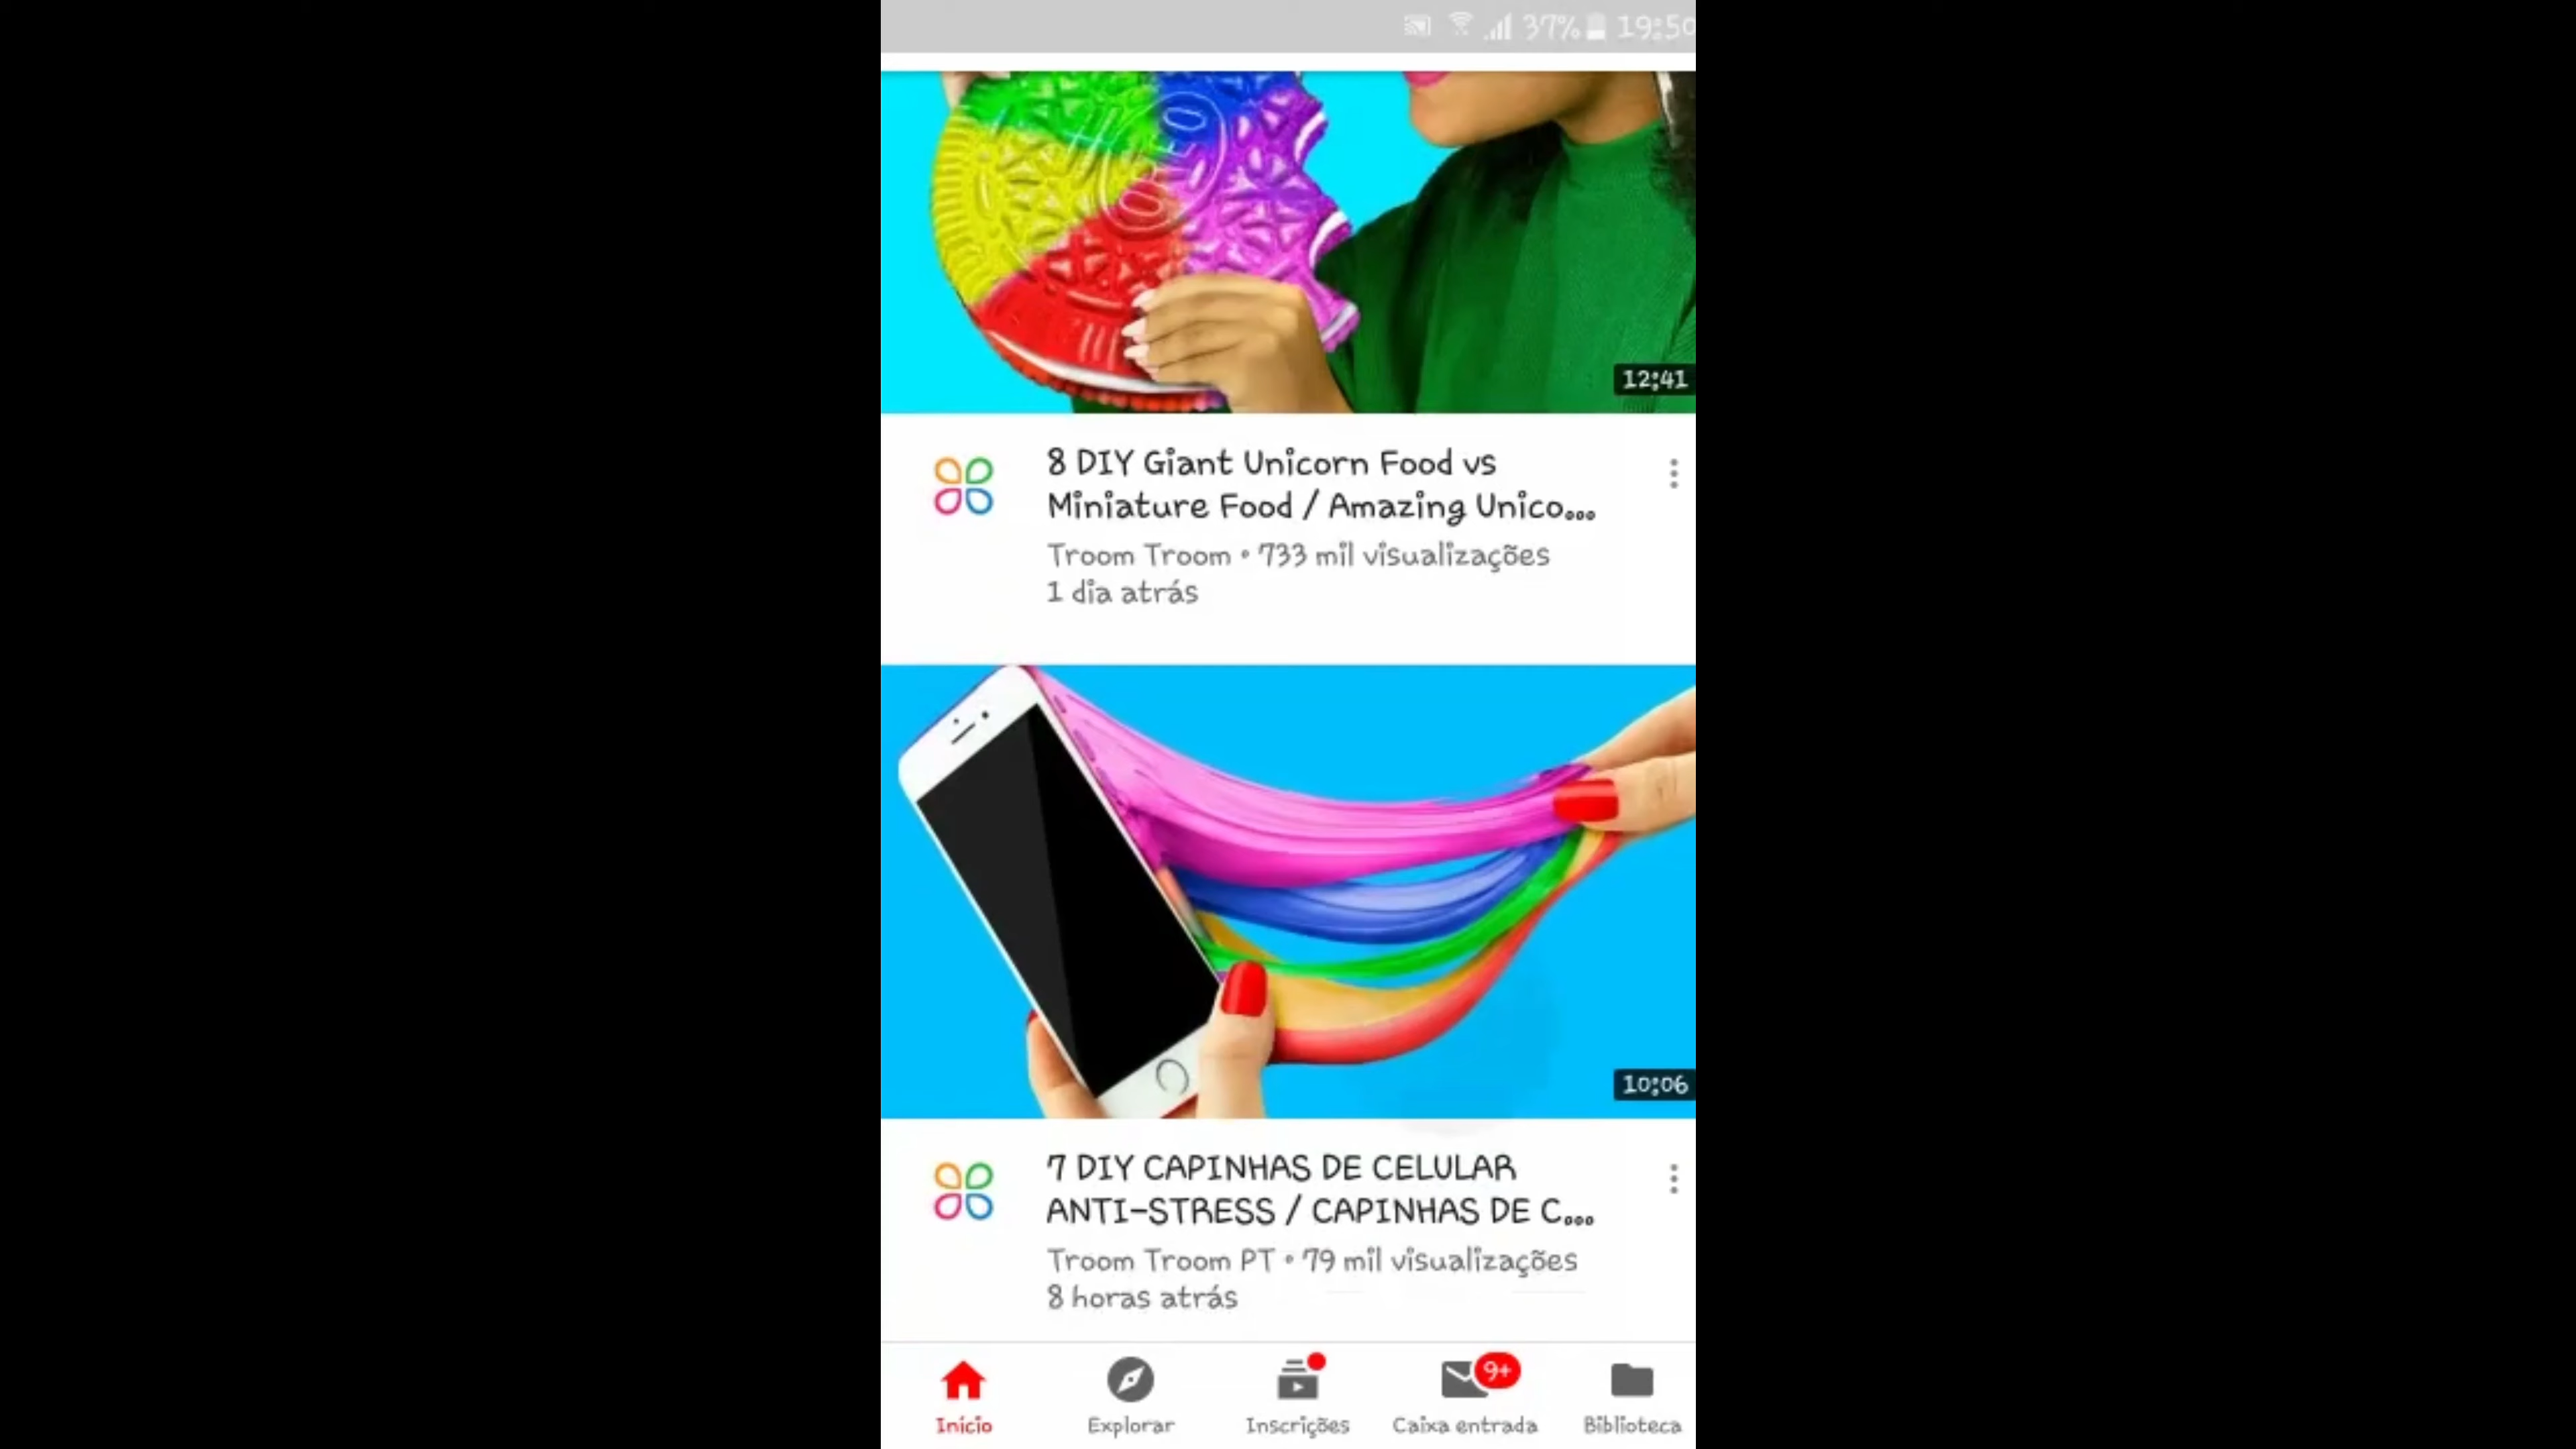 37% 19:50
OREO
12:41
8 DIY Giant Unicorn Food vs
Miniature Food / Amazing Unico...
Troom Troom • 733 mil visualizações
1 dia atrás
10:06
7 DIY CAPINHAS DE CELULAR
ANTI-STRESS / CAPINHAS DE C...
Troom Troom PT • 79 mil visualizações
8 horas atrás
9+
Início Explorar Inscrições Caixa entrada Biblioteca